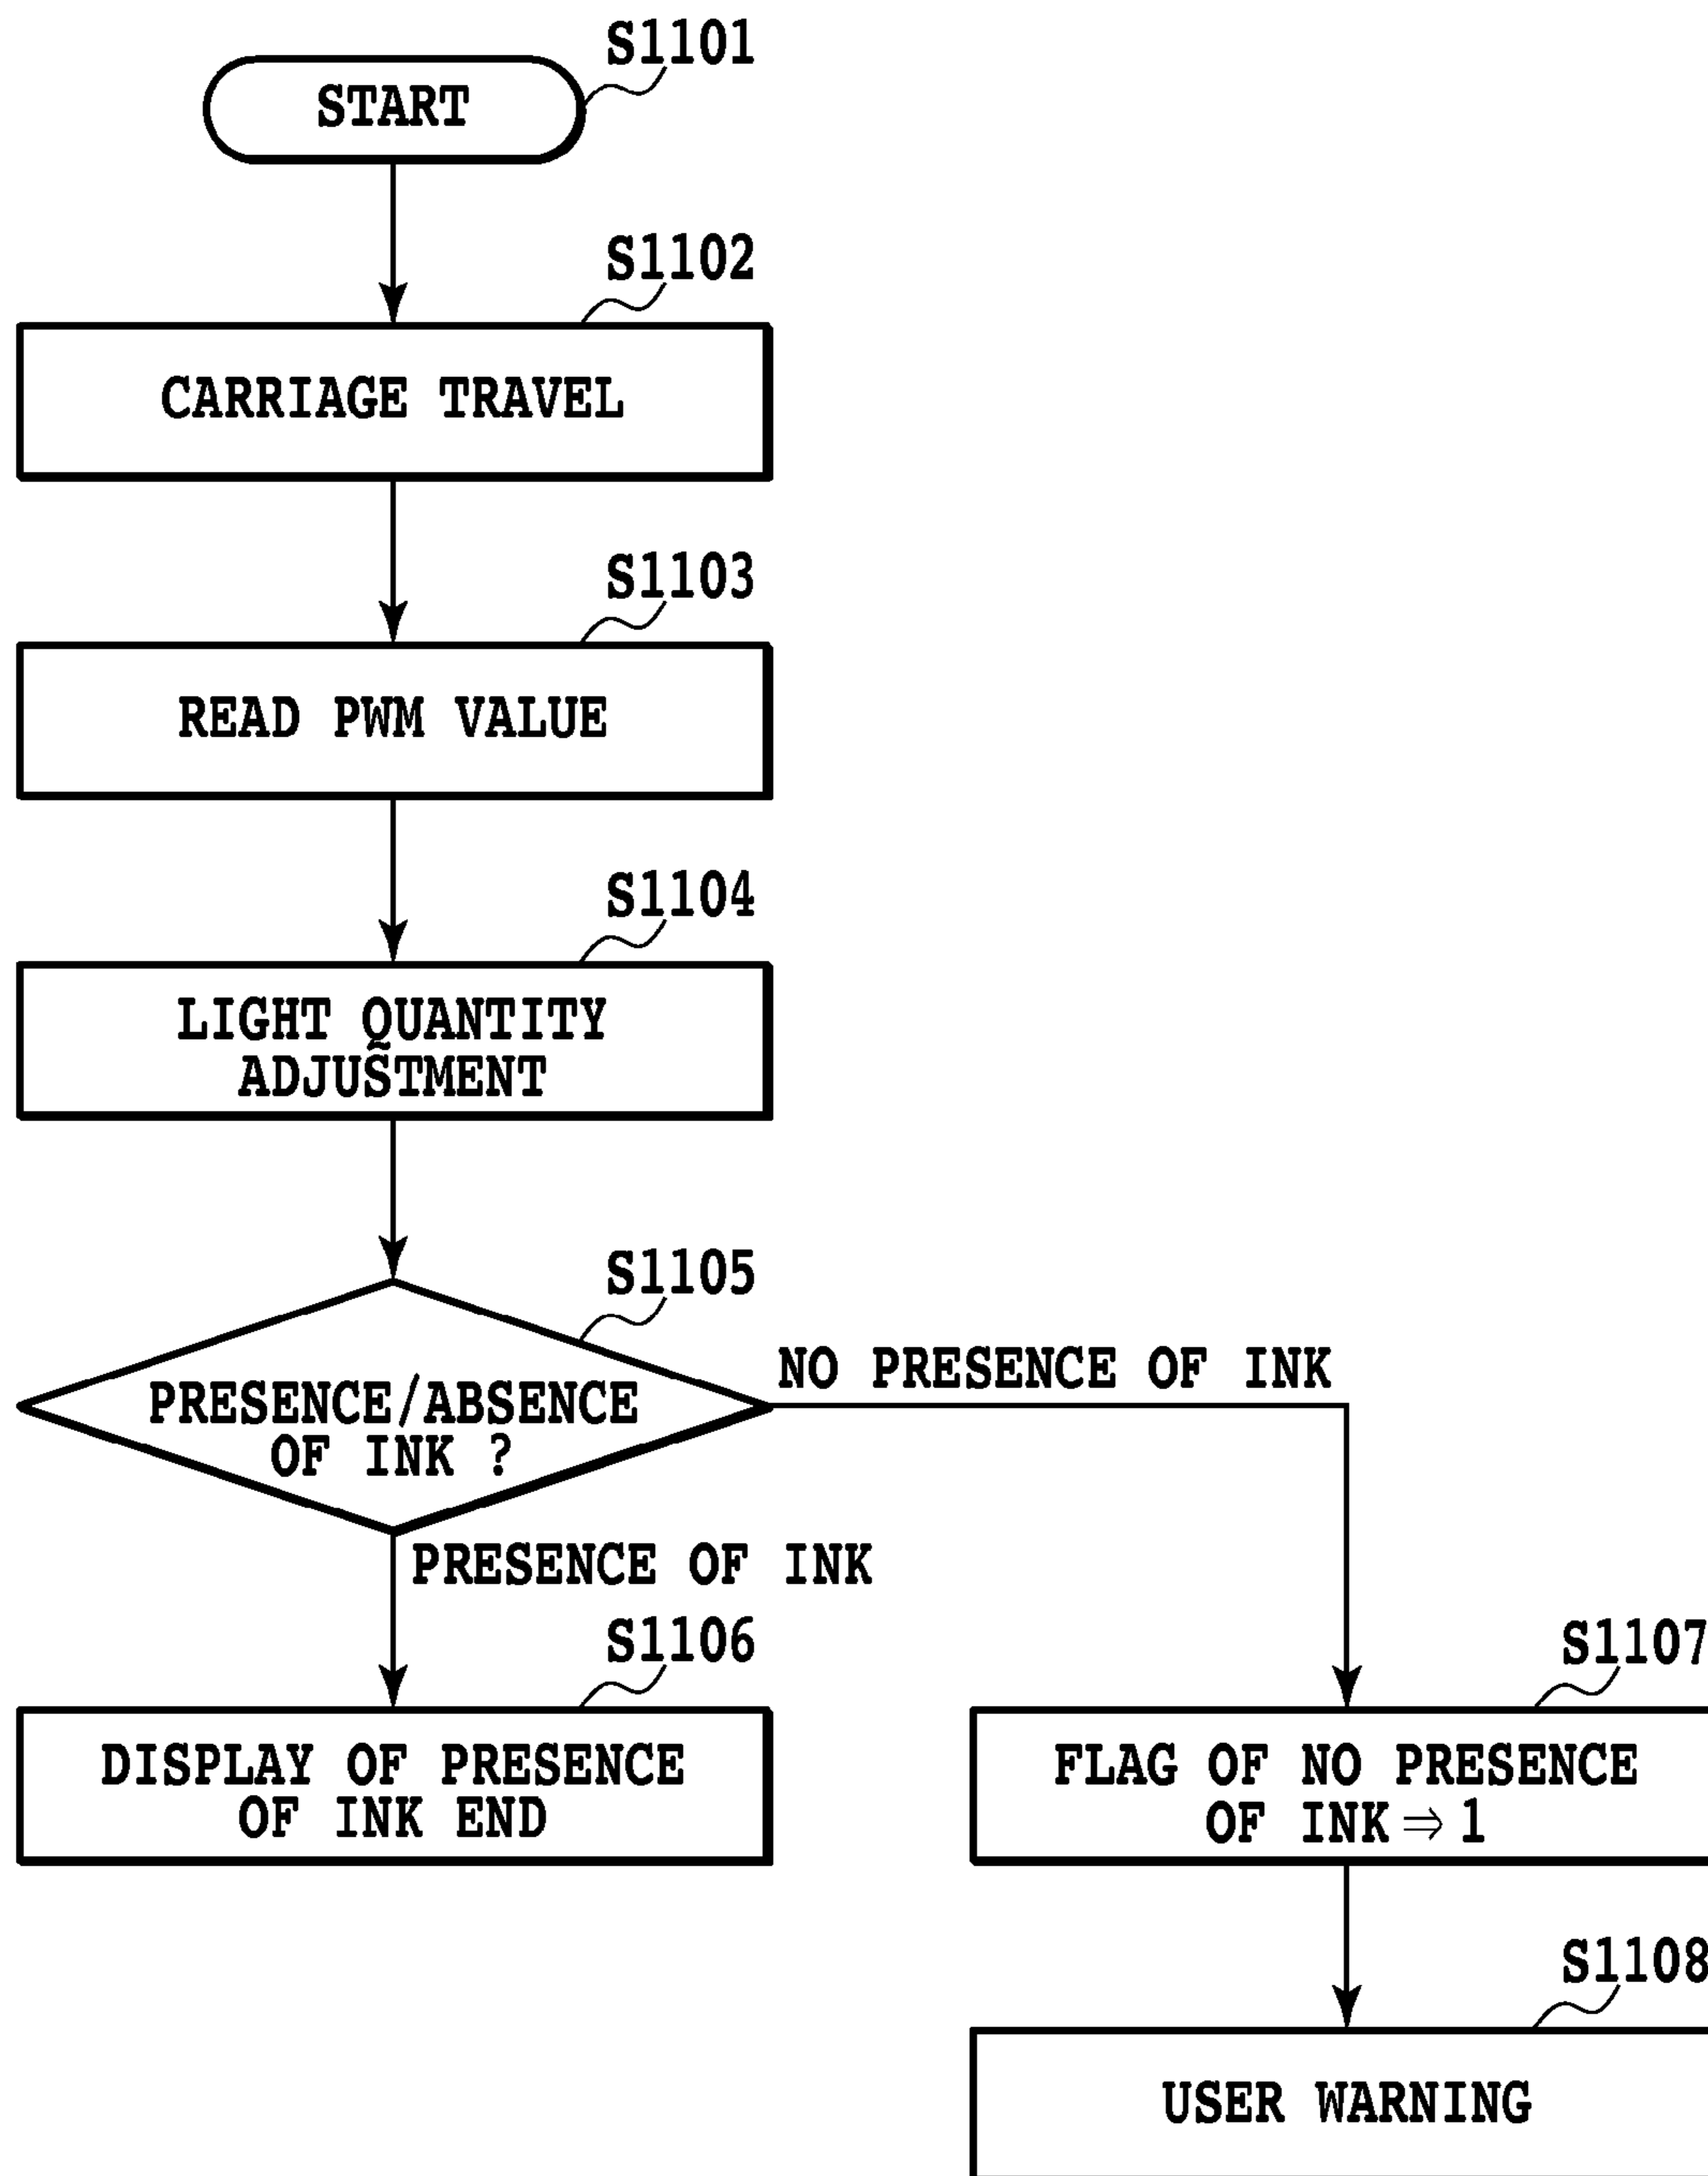 S1101
START
S1102
CARRIAGE TRAVEL
S1103
READ PWM VALUE
S1104
LIGHT QUANTITY
ADJUSTMENT
S1105
PRESENCE/ABSENCE
OF INK ?
NO PRESENCE OF INK
PRESENCE OF INK
S1106
DISPLAY OF PRESENCE
OF INK END
S1107
FLAG OF NO PRESENCE
OF INK⇒1
S1108
USER WARNING